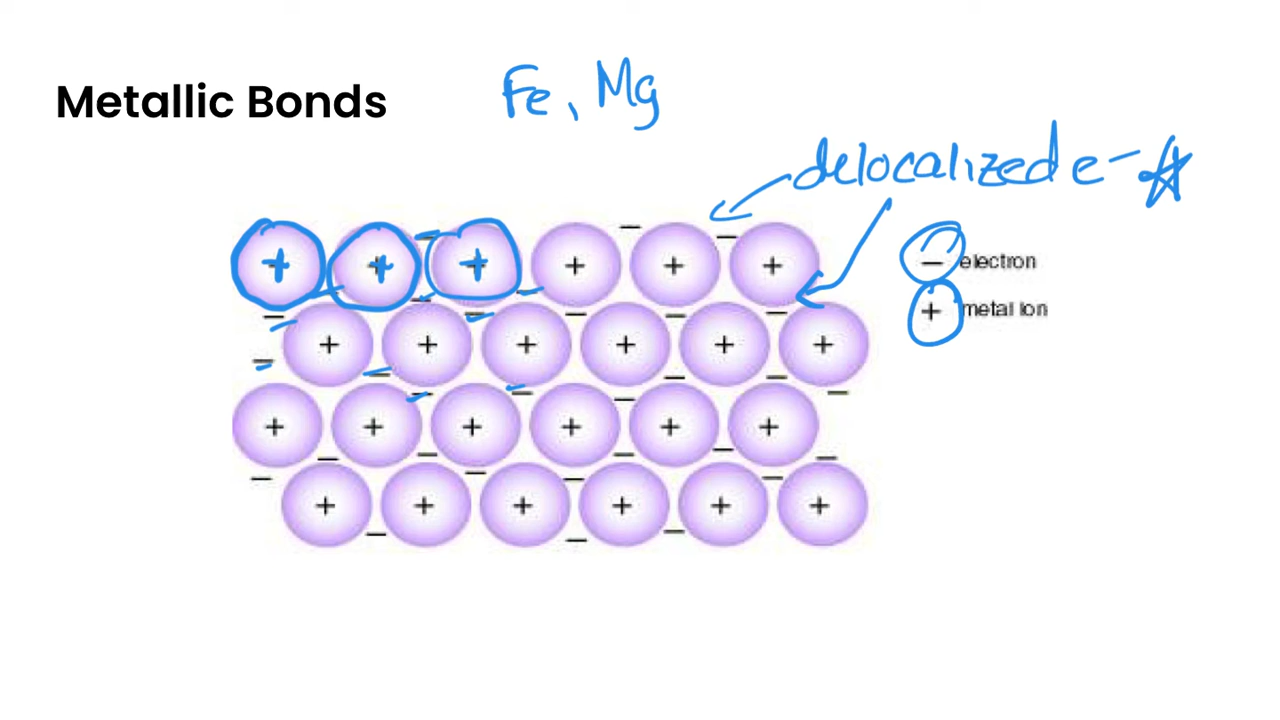 Metallic Bonds
Fe, Mg
delocalized e-
− electron
+ metal ion
+ + + + + +
+ + + + + +
+ + + + + +
+ + + + + +